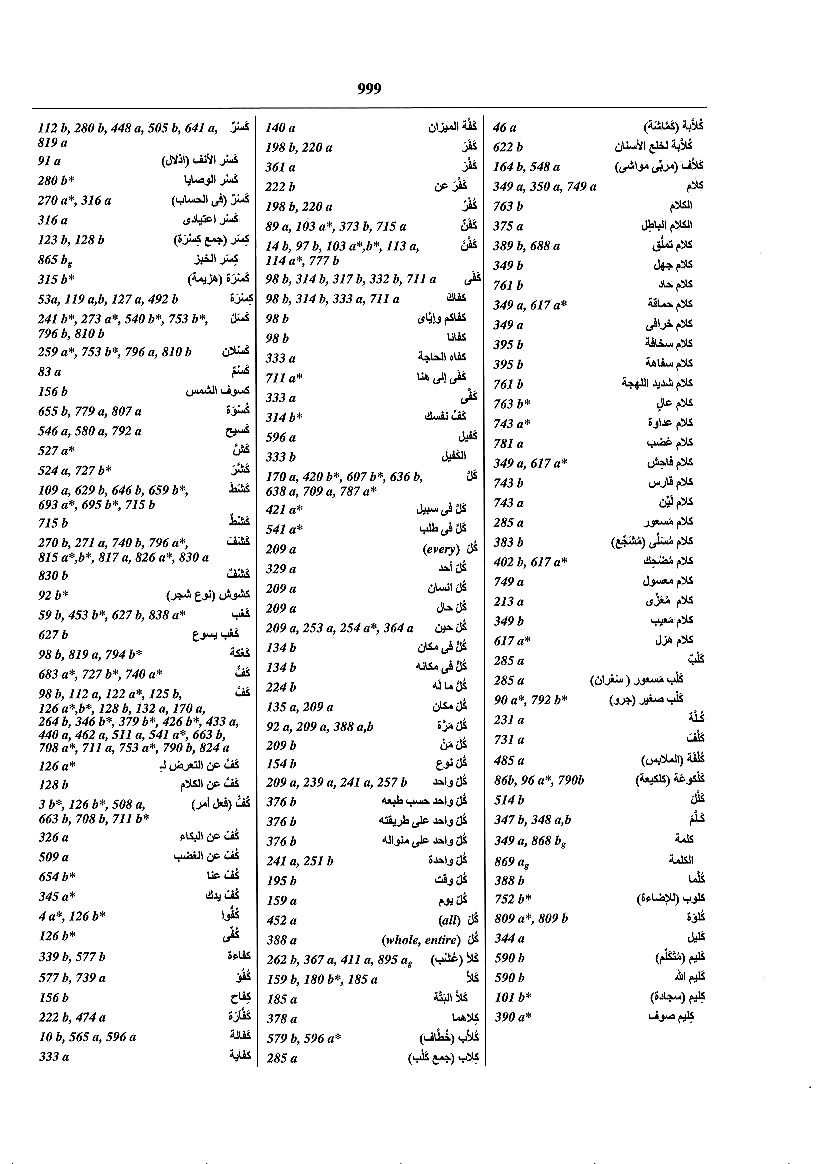 999
112 b, 280 b, 448 a, 505 b, 641 a, كَسَرَ
819 a
91 a كَسْر الأنف (اذلال)
280 b* كَسْر الوصايا
270 a*, 316 a كَسْرٌ (فى الحساب)
316 a كَسْر اعتيادى
123 b, 128 b كِسَر (جمع كِسْرَة)
865 bg كِسَر الخبز
315 b* كَسْرَة (هزيمة)
53a, 119 a,b, 127 a, 492 b كِسْرَة
241 b*, 273 a*, 540 b*, 753 b*, كَسَل
796 b, 810 b
259 a*, 753 b*, 796 a, 810 b كَسْلان
83 a كَسَمَ
156 b كسوف الشمس
655 b, 779 a, 807 a كُسْوَة
546 a, 580 a, 792 a كَسيح
527 a* كَشَّ
524 a, 727 b* كَشَّرَ
109 a, 629 b, 646 b, 659 b*, كَشَطَ
693 a*, 695 b*, 715 b
715 b كَشْطٌ
270 b, 271 a, 740 b, 796 a*, كَشَفَ
815 a*,b*, 817 a, 826 a*, 830 a
830 b كَشْفٌ
92 b* كشوش (نوع شجر)
59 b, 453 b*, 627 b, 838 a* كَعْب
627 b كَعْب يسوع
98 b, 819 a, 794 b* كَعْكَة
683 a*, 727 b*, 740 a* كَفٌّ
98 b, 112 a, 122 a*, 125 b, كَفَّ
126 a*,b*, 128 b, 132 a, 170 a,
264 b, 346 b*, 379 b*, 426 b*, 433 a,
440 a, 462 a, 511 a, 541 a*, 663 b,
708 a*, 711 a, 753 a*, 790 b, 824 a
126 a* كَفَّ عن التعرض لـ
128 b كَفَّ عن الكلام
3 b*, 126 b*, 508 a, كُفَّ (فعل أمر)
663 b, 708 b, 711 b*
326 a كُفَّ عن البكاء
509 a كُفَّ عن الغضب
654 b* كُفَّ عنا
345 a* كُفَّ يدك
4 a*, 126 b* كُفّوا
126 b* كُفّى
339 b, 577 b كفاءة
577 b, 739 a كُفُؤ
156 b كفاح
222 b, 474 a كَفَّارَة
10 b, 565 a, 596 a كفالة
333 a كفاية
140 a كَفَّة الميزان
198 b, 220 a كَفَرَ
361 a كَفَّرَ
222 b كَفَّرَ عن
198 b, 220 a كُفْرٌ
89 a, 103 a*, 373 b, 715 a كَفَّنَ
14 b, 97 b, 103 a*,b*, 113 a, كَفَنٌ
114 a*, 777 b
98 b, 314 b, 317 b, 332 b, 711 a كَفَى
98 b, 314 b, 333 a, 711 a كفاك
98 b كفاكم وإيَّاى
98 b كفانا
333 a كفاه الحاجة
711 a* كَفَى إلى هنا
333 a كَفَّى
314 b* كَفِّ نفسك
596 a كفيل
333 b الكفيل
170 a, 420 b*, 607 b*, 636 b, كَلَّ
638 a, 709 a, 787 a*
421 a* كَلَّ فى سبيل
541 a* كَلَّ فى طلب
209 a (every) كُلّ
329 a كُلّ أحد
209 a كُلّ انسان
209 a كُلّ حال
209 a, 253 a, 254 a*, 364 a كُلّ حين
134 b كُلّ فى مكان
134 b كُلّ فى مكانه
224 b كُلّ ما له
135 a, 209 a كُلّ مكان
92 a, 209 a, 388 a,b كُلّ مَرَّة
209 b كُلّ مَنْ
154 b كُلّ نوع
209 a, 239 a, 241 a, 257 b كُلّ واحد
376 b كُلّ واحد حسب طبعه
376 b كُلّ واحد على طريقته
376 b كُلّ واحد على منواله
241 a, 251 b كُلّ واحدة
195 b كُلّ وقت
159 a كُلّ يوم
452 a (all) كُلّ
388 a (whole, entire) كُلّ
262 b, 367 a, 411 a, 895 ag كَلأ (عُشْب)
159 b, 180 b*, 185 a كَلاَّ
185 a كَلاَّ البَتَّة
378 a كلاهما
579 b, 596 a* كُلاَّب (خُطَّاف)
285 a كِلاب (جمع كَلْب)
46 a كُلاَّبة (كَمَّاشة)
622 b كُلاَّبة لخلع الأسنان
164 b, 548 a كَلاَّف (مربّى مواشى)
349 a, 350 a, 749 a كلام
763 b الكلام
375 a الكلام الباطل
389 b, 688 a كلام تملُّق
349 b كلام جهل
761 b كلام حاد
349 a, 617 a* كلام حماقة
349 a كلام خرافى
395 b كلام سخافة
395 b كلام سفاهة
761 b كلام شديد اللهجة
763 b* كلام عالٍ
743 a* كلام عداوة
781 a كلام غضب
349 a, 617 a* كلام فاحش
743 b كلام قارس
743 a كلام ليِّن
285 a كلام مسعور
383 b كلام مُسَلّى (مُشَجِّع)
402 b, 617 a* كلام مُضحِك
749 a كلام معسول
213 a كلام مُعَزّى
349 b كلام مَعيب
617 a* كلام هزل
285 a كَلْبٌ
285 a كَلْب مَسعور (سَعْران)
90 a*, 792 b* كَلْب صغير (جرو)
231 a كُلَّة
731 a كَلَّفَ
485 a كُلْفَة (الملابس)
86b, 96 a*, 790b كَلْكوعَة (كلكيعة)
514 b كَلَّلَ
347 b, 348 a,b كَلَّمَ
349 a, 868 bg كلمة
869 ag الكلمة
388 b كُلَّما
752 b* كلوب (للإضاءة)
809 a*, 809 b كُلْوَة
344 a كليل
590 b كليم (مُتَكلِّم)
590 b كليم الله
101 b* كِليم (سجادة)
390 a* كِليم صوف